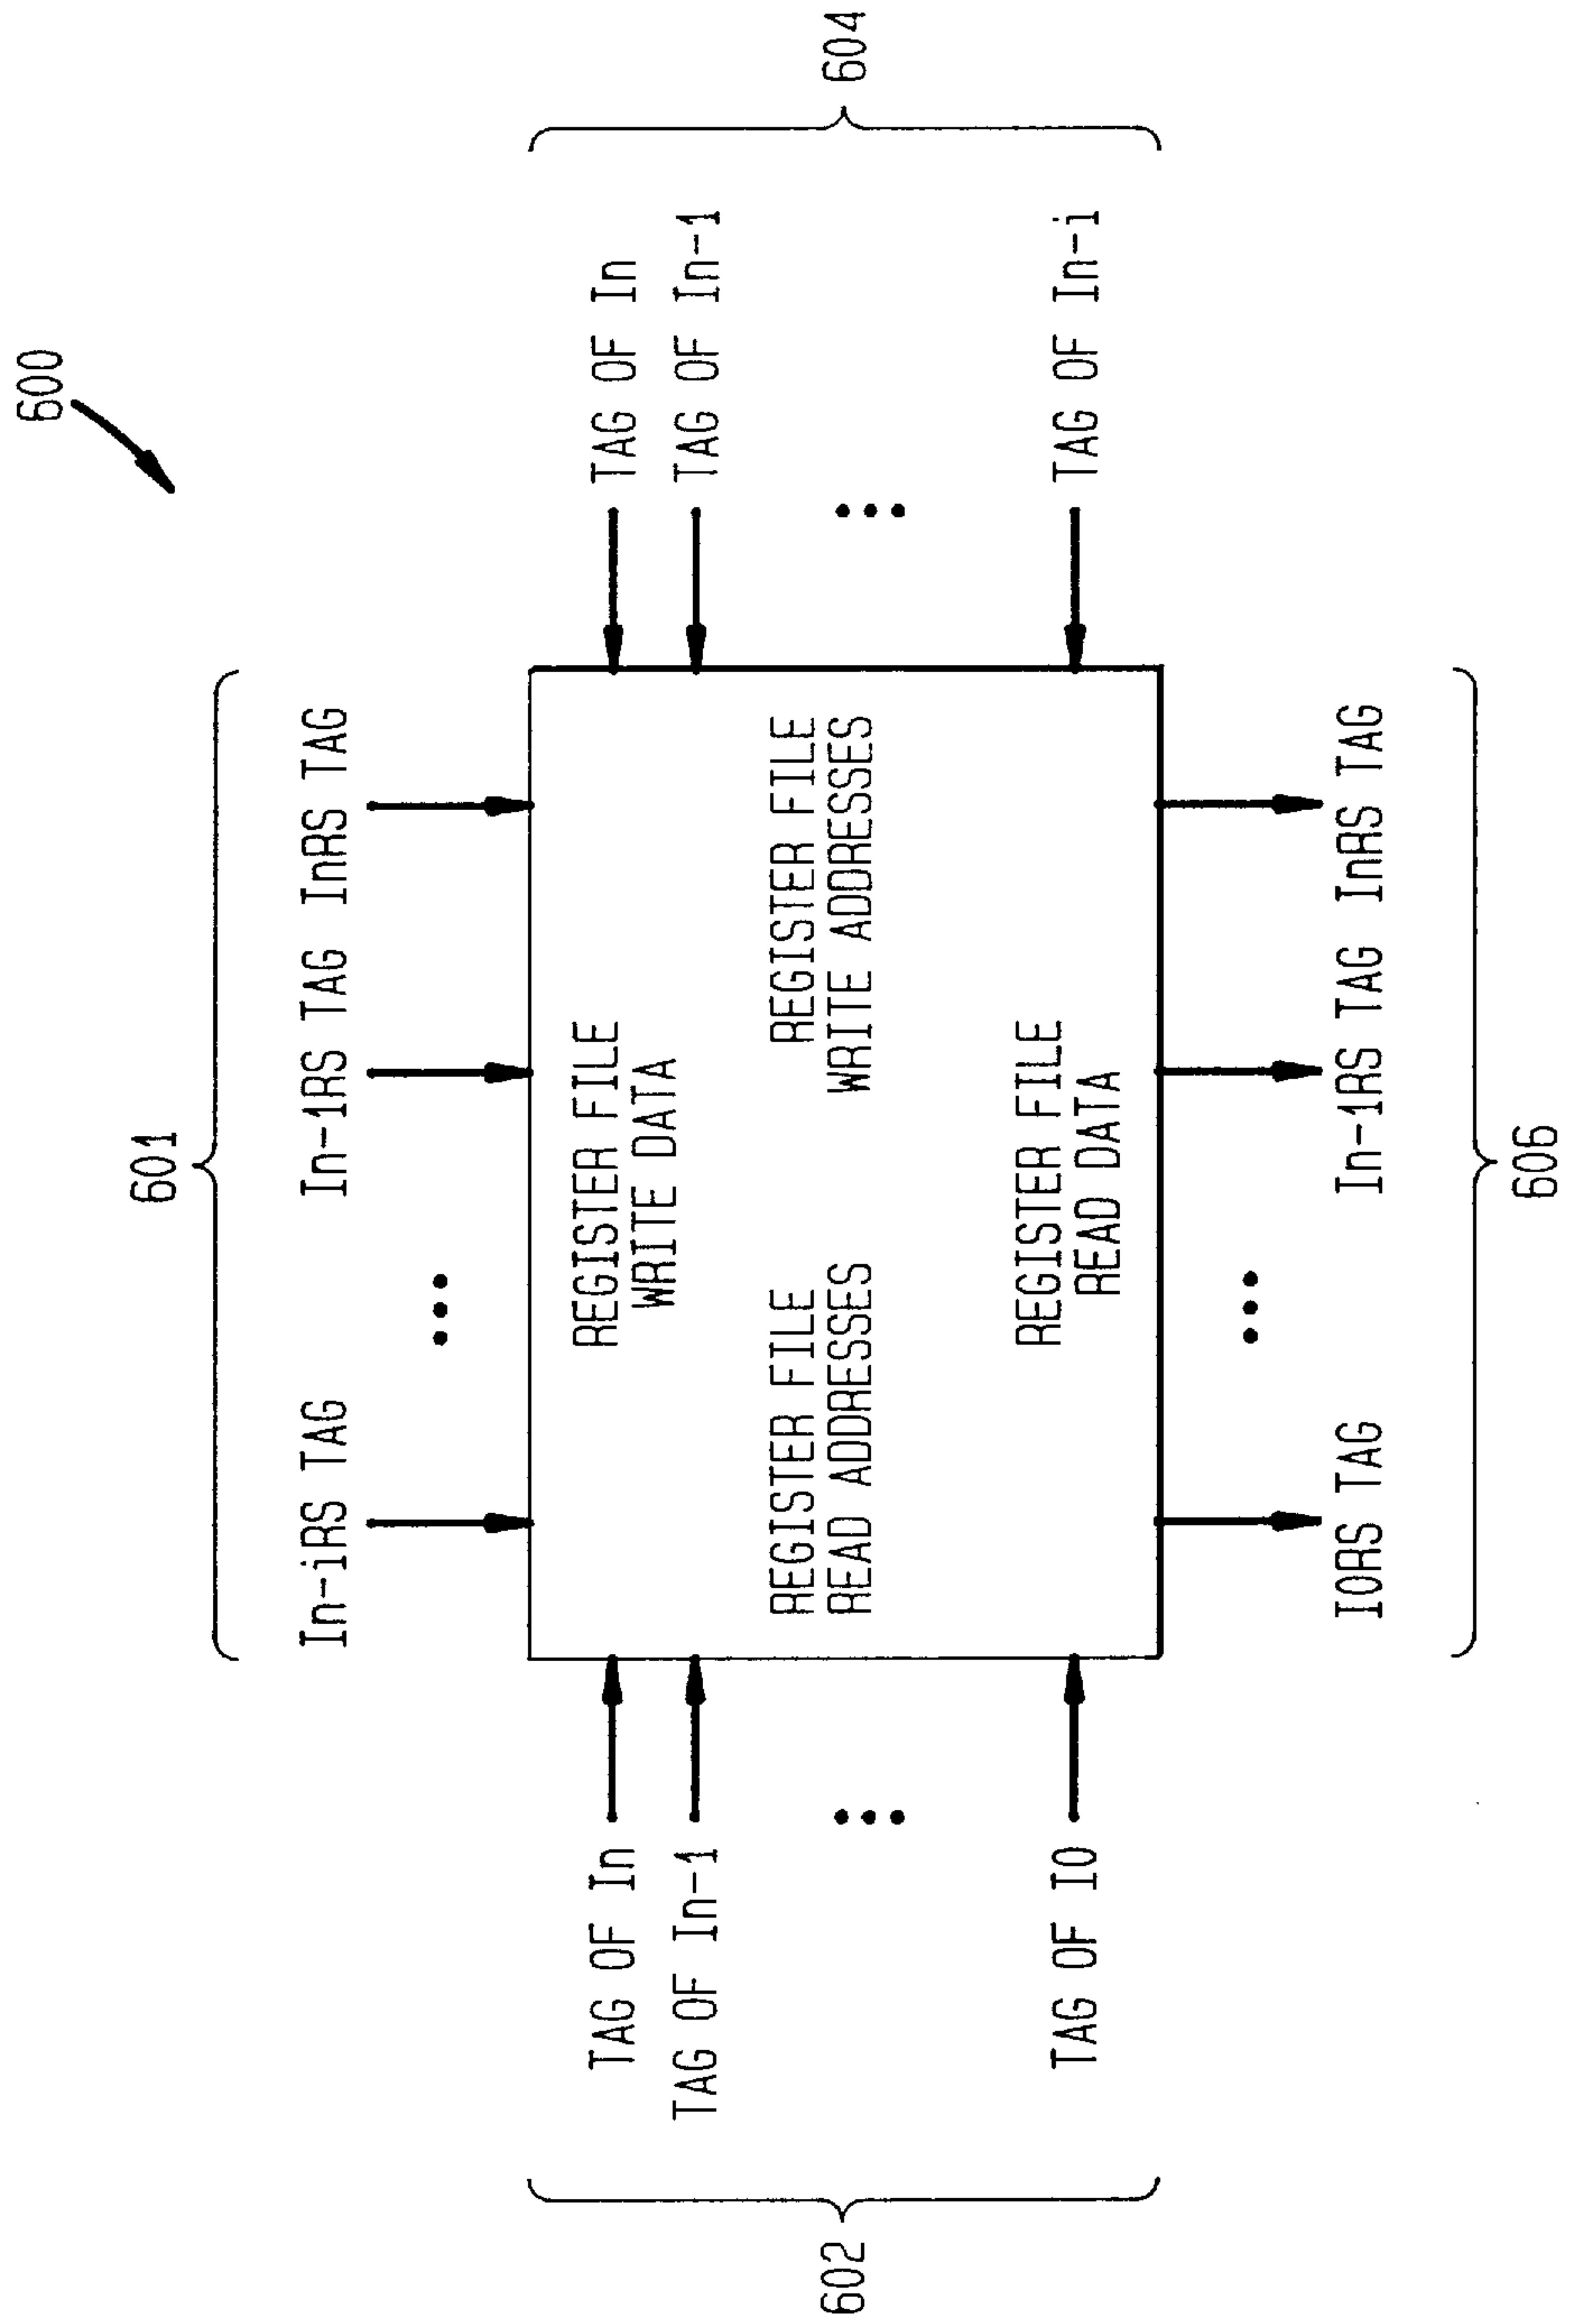 600
601
In-iRS TAG ••• In-1RS TAG InRS TAG
TAG OF In
REGISTER FILE
WRITE DATA
TAG OF In
TAG OF In-1
TAG OF In-1
602
REGISTER FILE
READ ADDRESSES
REGISTER FILE
WRITE ADDRESSES
604
TAG OF I0
REGISTER FILE
READ DATA
TAG OF In-i
I0RS TAG ••• In-1RS TAG InRS TAG
606